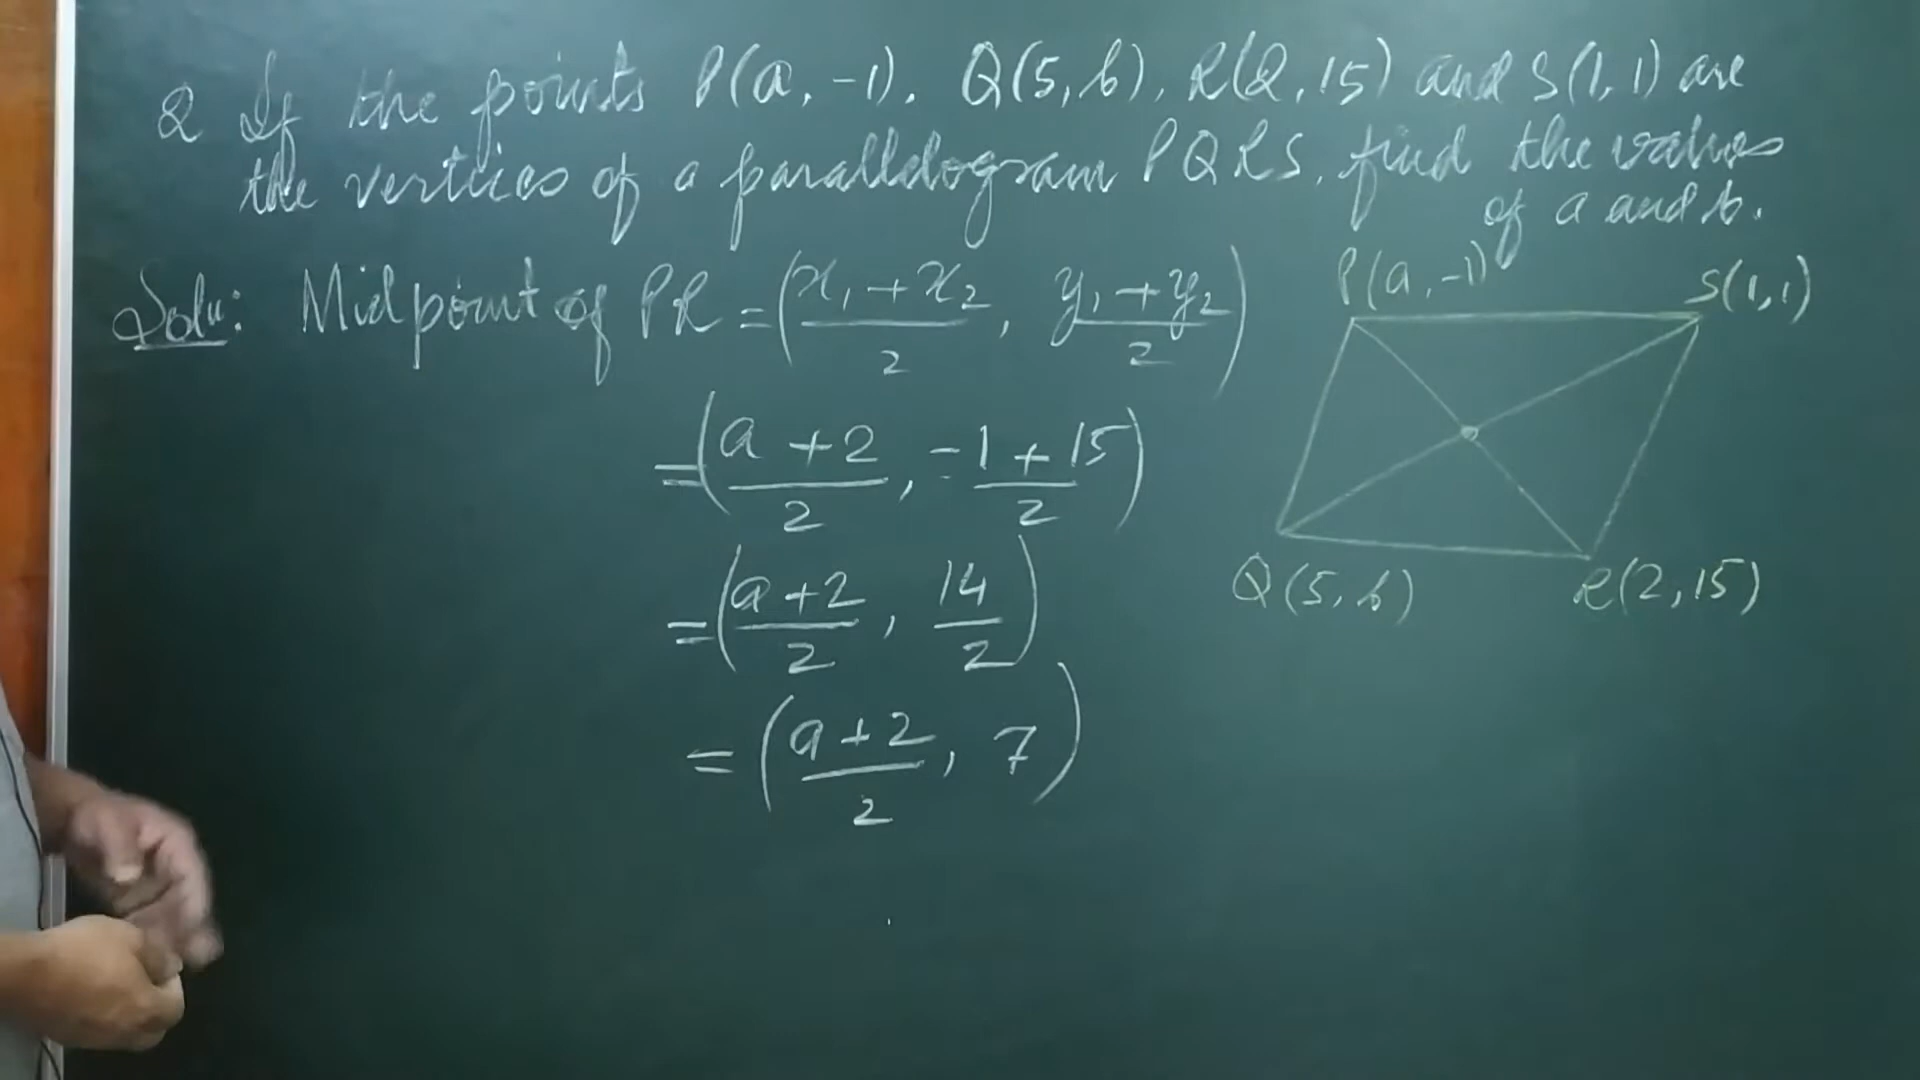 Q If the points P(a, -1), Q(5, b), R(2, 15) and S(1, 1) are
the vertices of a parallelogram PQRS, find the values
of a and b.
Soln: Midpoint of PR = (x₁ + x₂ / 2, y₁ + y₂ / 2)
= (a + 2 / 2, -1 + 15 / 2)
= (a + 2 / 2, 14 / 2)
= (a + 2 / 2, 7)
P(a, -1)
S(1, 1)
Q(5, b)
R(2, 15)